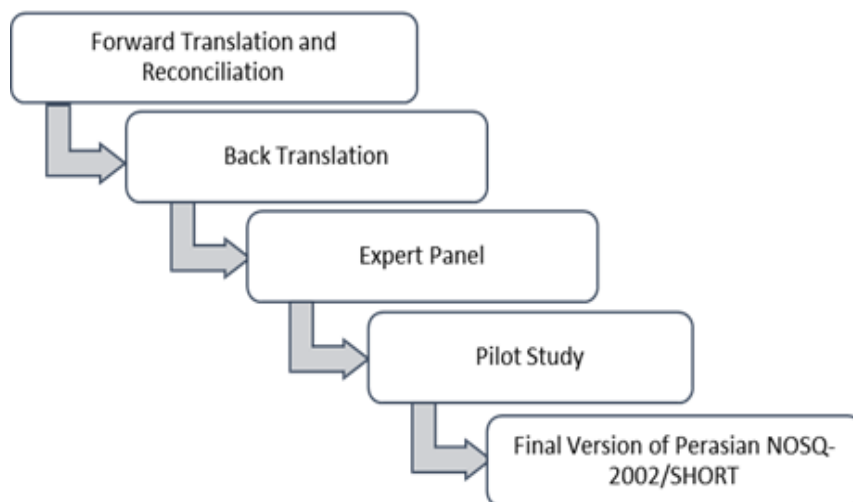 Forward Translation and
Reconciliation
Back Translation
Expert Panel
Pilot Study
Final Version of Perasian NOSQ-
2002/SHORT